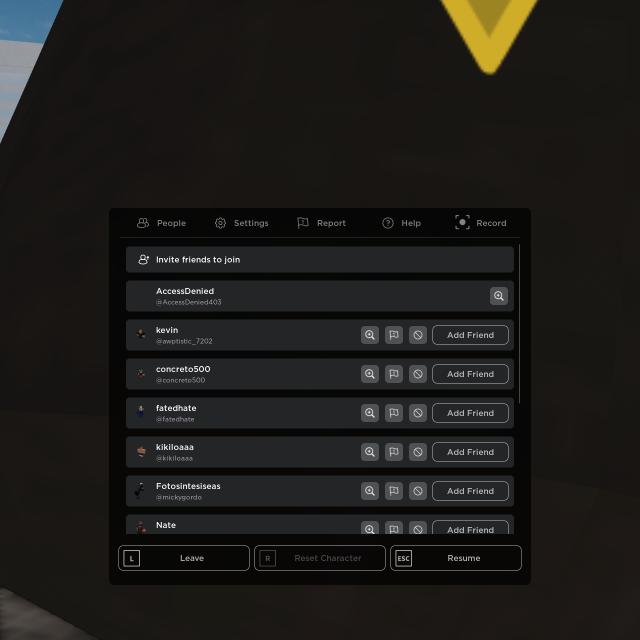 People Settings Report Help Record
Invite friends to join
AccessDenied
@AccessDenied403
kevin
@awptistic_7202
Add Friend
concreto500
@concreto500
Add Friend
fatedhate
@fatedhate
Add Friend
kikiloaaa
@kikiloaaa
Add Friend
Fotosintesiseas
@mickygordo
Add Friend
Nate
Add Friend
L Leave R Reset Character ESC Resume